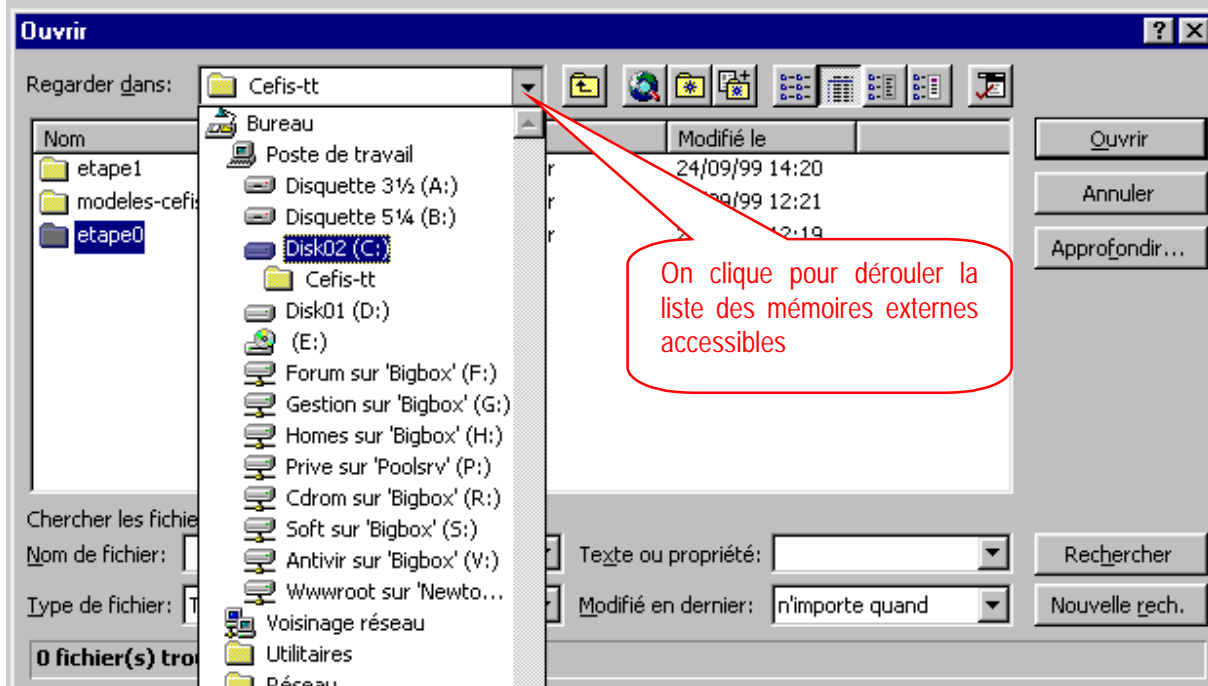 Ouvrir
Regarder dans: Cefis-tt
Nom Modifié le
etape1 r 24/09/99 14:20
modeles-cefis r /99 12:21
etape0 r 12:19
Bureau
Poste de travail
Disquette 3½ (A:)
Disquette 5¼ (B:)
Disk02 (C:)
Cefis-tt
Disk01 (D:)
(E:)
Forum sur 'Bigbox' (F:)
Gestion sur 'Bigbox' (G:)
Homes sur 'Bigbox' (H:)
Prive sur 'Poolsrv' (P:)
Cdrom sur 'Bigbox' (R:)
Soft sur 'Bigbox' (S:)
Antivir sur 'Bigbox' (V:)
Wwwroot sur 'Newto...
Voisinage réseau
Utilitaires
Réseau
On clique pour dérouler la
liste des mémoires externes
accessibles
Ouvrir
Annuler
Approfondir...
Chercher les fichie
Nom de fichier: Texte ou propriété: Rechercher
Type de fichier: T Modifié en dernier: n'importe quand Nouvelle rech.
0 fichier(s) trou